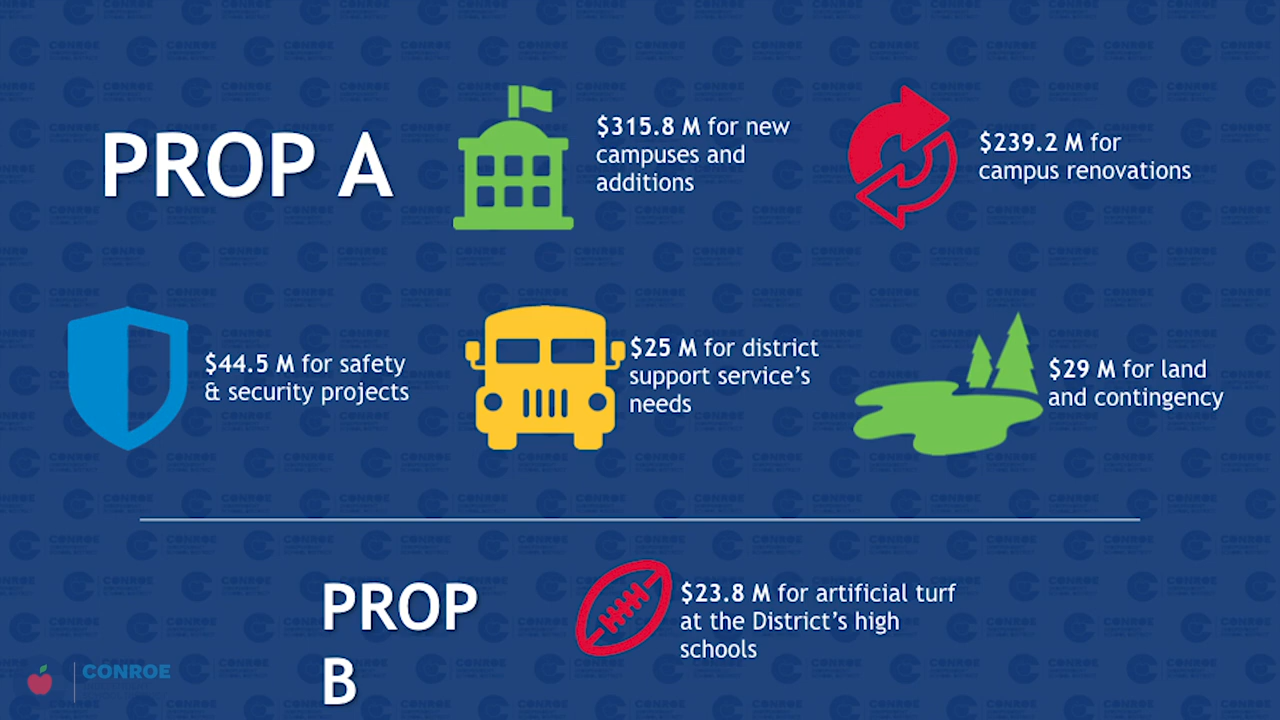 PROP A
$315.8 M for new
campuses and
additions
$239.2 M for
campus renovations
$44.5 M for safety
& security projects
$25 M for district
support service's
needs
$29 M for land
and contingency
PROP
B
$23.8 M for artificial turf
at the District's high
schools
CONROE